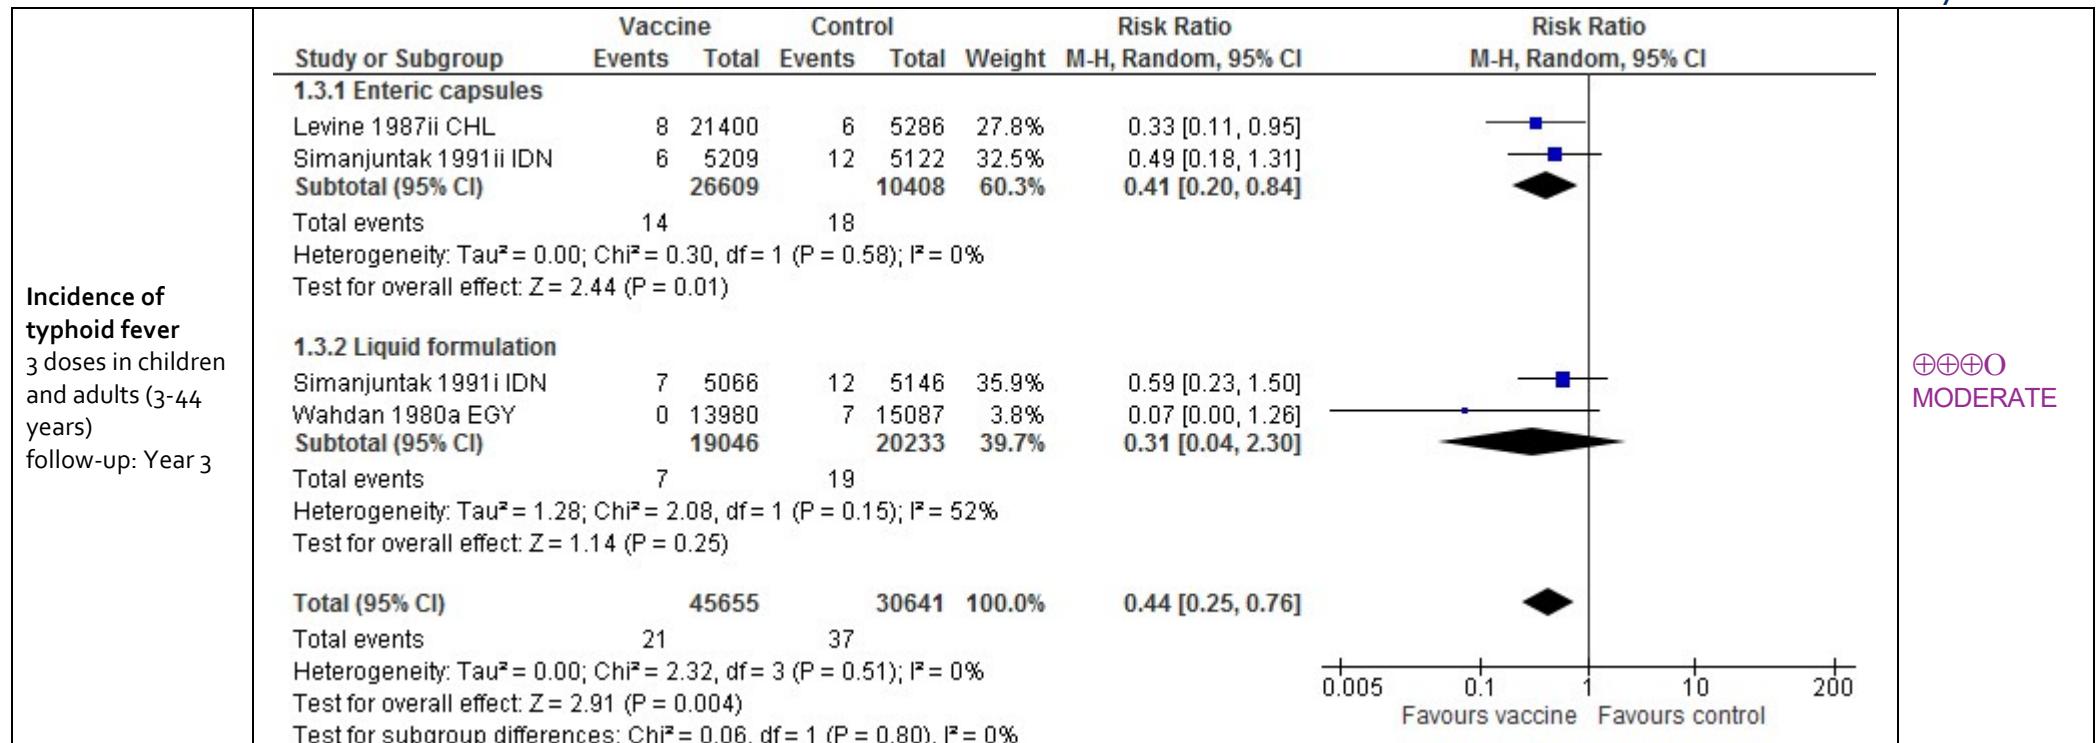 Incidence of
typhoid fever
3 doses in children
and adults (3-44
years)
follow-up: Year 3
Vaccine Control Risk Ratio Risk Ratio
Study or Subgroup Events Total Events Total Weight M-H, Random, 95% CI M-H, Random, 95% CI
1.3.1 Enteric capsules
Levine 1987ii CHL 8 21400 6 5286 27.8% 0.33 [0.11, 0.95]
Simanjuntak 1991ii IDN 6 5209 12 5122 32.5% 0.49 [0.18, 1.31]
Subtotal (95% CI) 26609 10408 60.3% 0.41 [0.20, 0.84]
Total events 14 18
Heterogeneity: Tau² = 0.00; Chi² = 0.30, df = 1 (P = 0.58); I² = 0%
Test for overall effect: Z = 2.44 (P = 0.01)
1.3.2 Liquid formulation
Simanjuntak 1991i IDN 7 5066 12 5146 35.9% 0.59 [0.23, 1.50]
Wahdan 1980a EGY 0 13980 7 15087 3.8% 0.07 [0.00, 1.26]
Subtotal (95% CI) 19046 20233 39.7% 0.31 [0.04, 2.30]
Total events 7 19
Heterogeneity: Tau² = 1.28; Chi² = 2.08, df = 1 (P = 0.15); I² = 52%
Test for overall effect: Z = 1.14 (P = 0.25)
Total (95% CI) 45655 30641 100.0% 0.44 [0.25, 0.76]
Total events 21 37
Heterogeneity: Tau² = 0.00; Chi² = 2.32, df = 3 (P = 0.51); I² = 0%
Test for overall effect: Z = 2.91 (P = 0.004)
Test for subgroup differences: Chi² = 0.06, df = 1 (P = 0.80), I² = 0%
0.005 0.1 1 10 200
Favours vaccine Favours control
⊕⊕⊕O
MODERATE